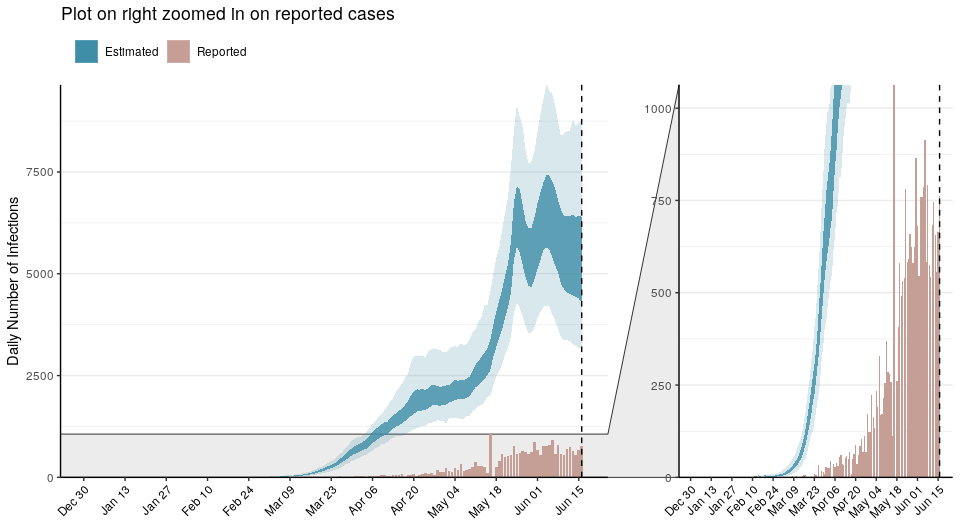 Plot on right zoomed in on reported cases
Estimated Reported
Daily Number of Infections
7500
5000
2500
0
Dec 30 Jan 13 Jan 27 Feb 10 Feb 24 Mar 09 Mar 23 Apr 06 Apr 20 May 04 May 18 Jun 01 Jun 15
1000
750
500
250
0
Dec 30 Jan 13 Jan 27 Feb 10 Feb 24 Mar 09 Mar 23 Apr 06 Apr 20 May 04 May 18 Jun 01 Jun 15